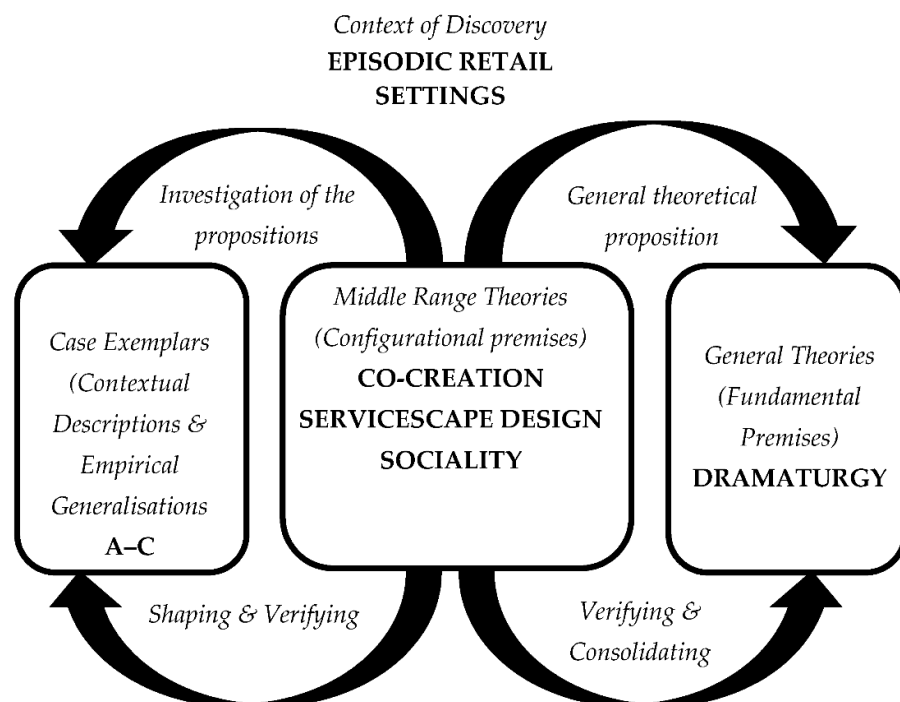 Context of Discovery
EPISODIC RETAIL
SETTINGS
Investigation of the
propositions
General theoretical
proposition
Case Exemplars
(Contextual
Descriptions &
Empirical
Generalisations
A–C
Middle Range Theories
(Configurational premises)
CO-CREATION
SERVICESCAPE DESIGN
SOCIALITY
General Theories
(Fundamental
Premises)
DRAMATURGY
Shaping & Verifying
Verifying &
Consolidating